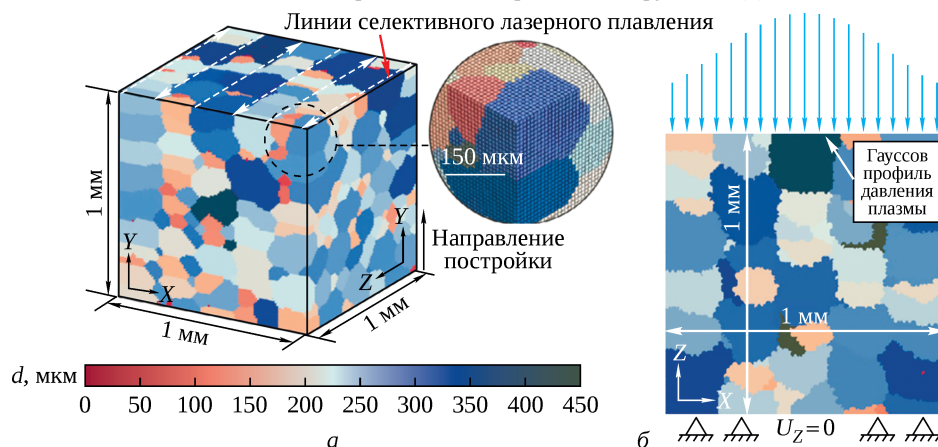 Линии селективного лазерного плавления
150 мкм
1 мм
Y
X
Y
Z
Направление
постройки
1 мм
1 мм
d, мкм
0 50 100 150 200 250 300 350 400 450
а
Гауссов
профиль
давления
плазмы
1 мм
1 мм
Z
X
U_Z = 0
б